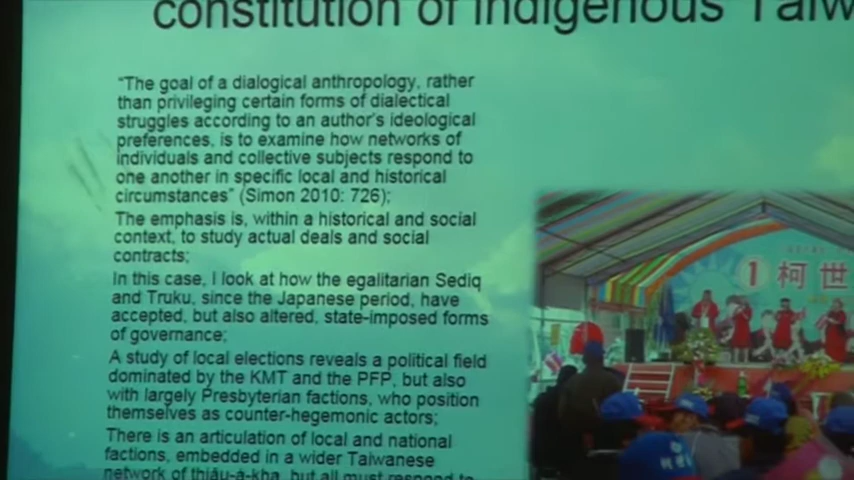 constitution of indigenous Taiw
“The goal of a dialogical anthropology, rather
than privileging certain forms of dialectical
struggles according to an author’s ideological
preferences, is to examine how networks of
individuals and collective subjects respond to
one another in specific local and historical
circumstances” (Simon 2010: 726);
The emphasis is, within a historical and social
context, to study actual deals and social
contracts;
In this case, I look at how the egalitarian Sediq
and Truku, since the Japanese period, have
accepted, but also altered, state-imposed forms
of governance;
A study of local elections reveals a political field
dominated by the KMT and the PFP, but also
with largely Presbyterian factions, who position
themselves as counter-hegemonic actors;
There is an articulation of local and national
factions, embedded in a wider Taiwanese
network of thiāu-á-kha, but all must respond to
1 柯世